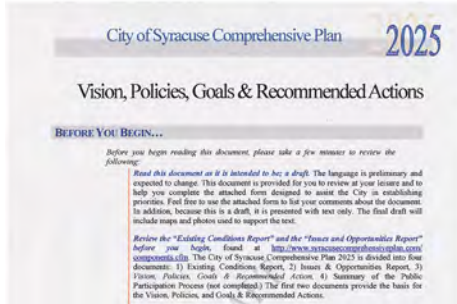 City of Syracuse Comprehensive Plan
2025
Vision, Policies, Goals & Recommended Actions
BEFORE YOU BEGIN...
Before you begin reading this document, please take a few minutes to review the
following:
Read this document as it is intended to be; a draft. The language is preliminary and
expected to change. This document is provided for you to review at your leisure and to
help you complete the attached form designed to assist the City in establishing
priorities. Feel free to use the attached form to list your comments about the document.
In addition, because this is a draft, it is presented with text only. The final draft will
include maps and photos used to support the text.
Review the "Existing Conditions Report" and the "Issues and Opportunities Report"
before you begin, found at http://www.syracusecomprehensiveplan.com/
components.cfm. The City of Syracuse Comprehensive Plan 2025 is divided into four
documents: 1) Existing Conditions Report, 2) Issues & Opportunities Report, 3)
Vision, Policies, Goals & Recommended Action, 4) Summary of the Public
Participation Process (not completed.) The first two documents provide the basis for
the Vision, Policies, and Goals & Recommended Actions.